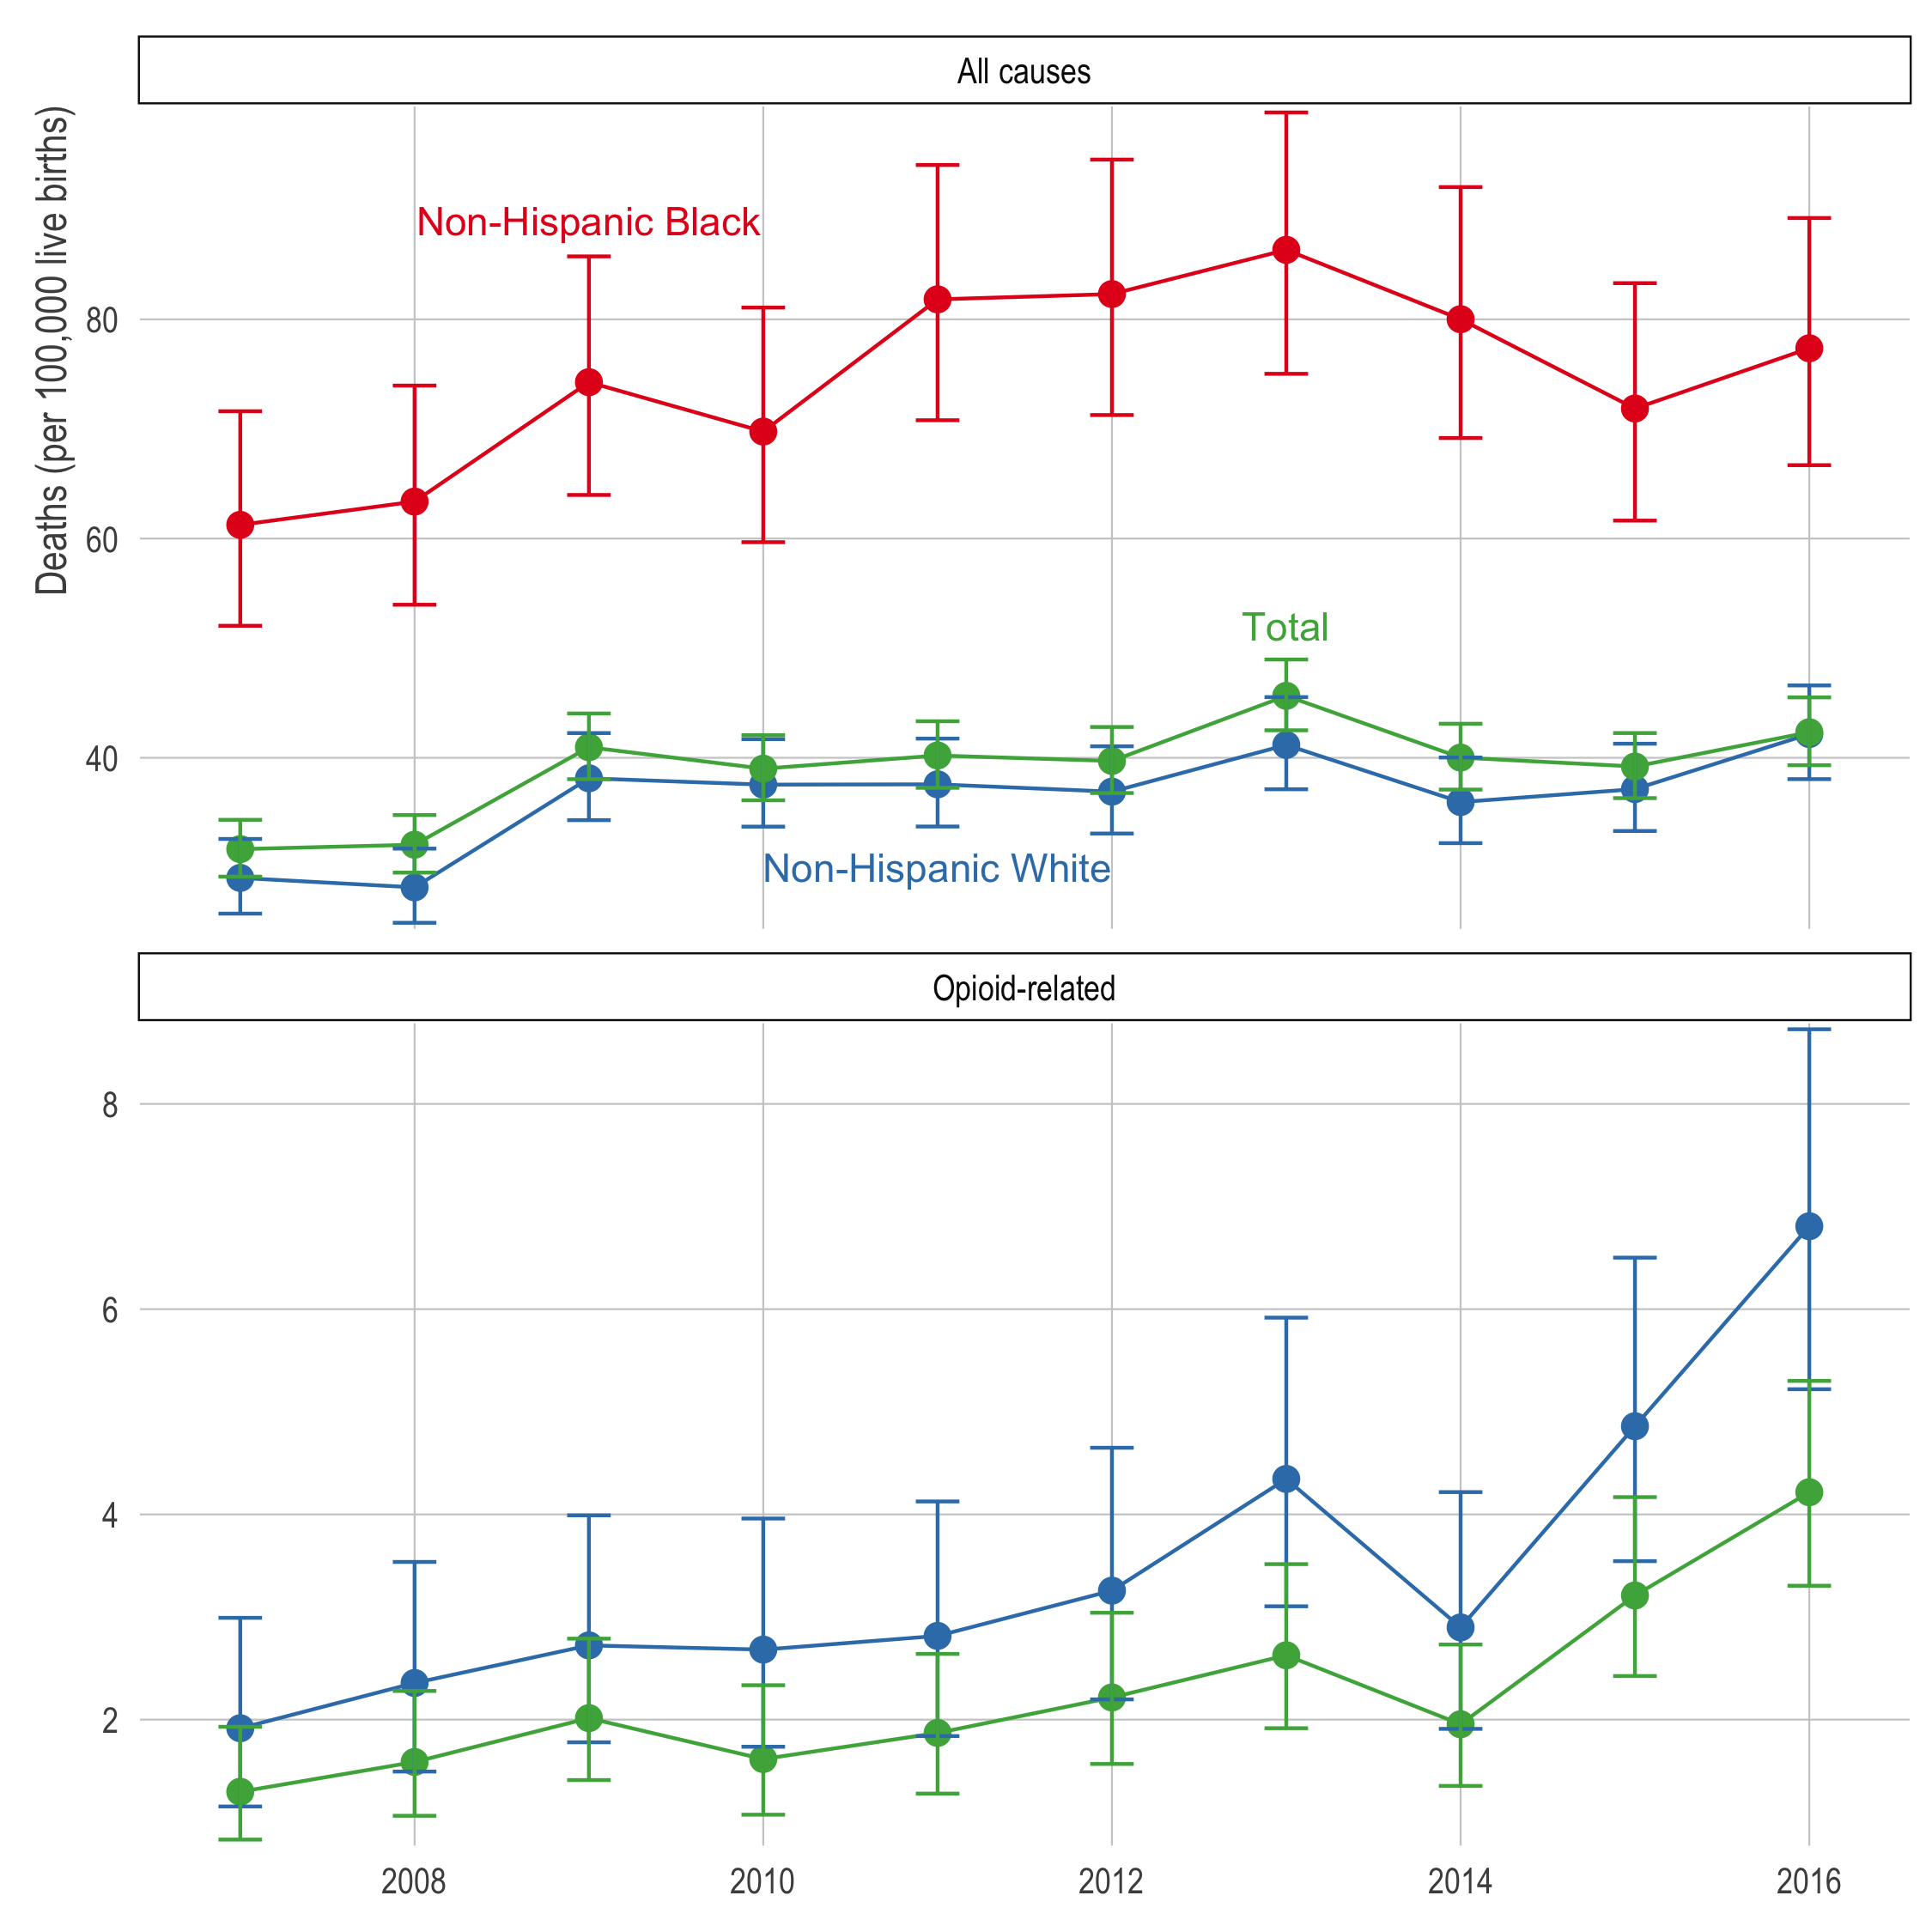 All causes
Deaths (per 100,000 live births)
Non-Hispanic Black
80
60
Total
40
Non-Hispanic White
Opioid-related
8
6
4
2
2008 2010 2012 2014 2016